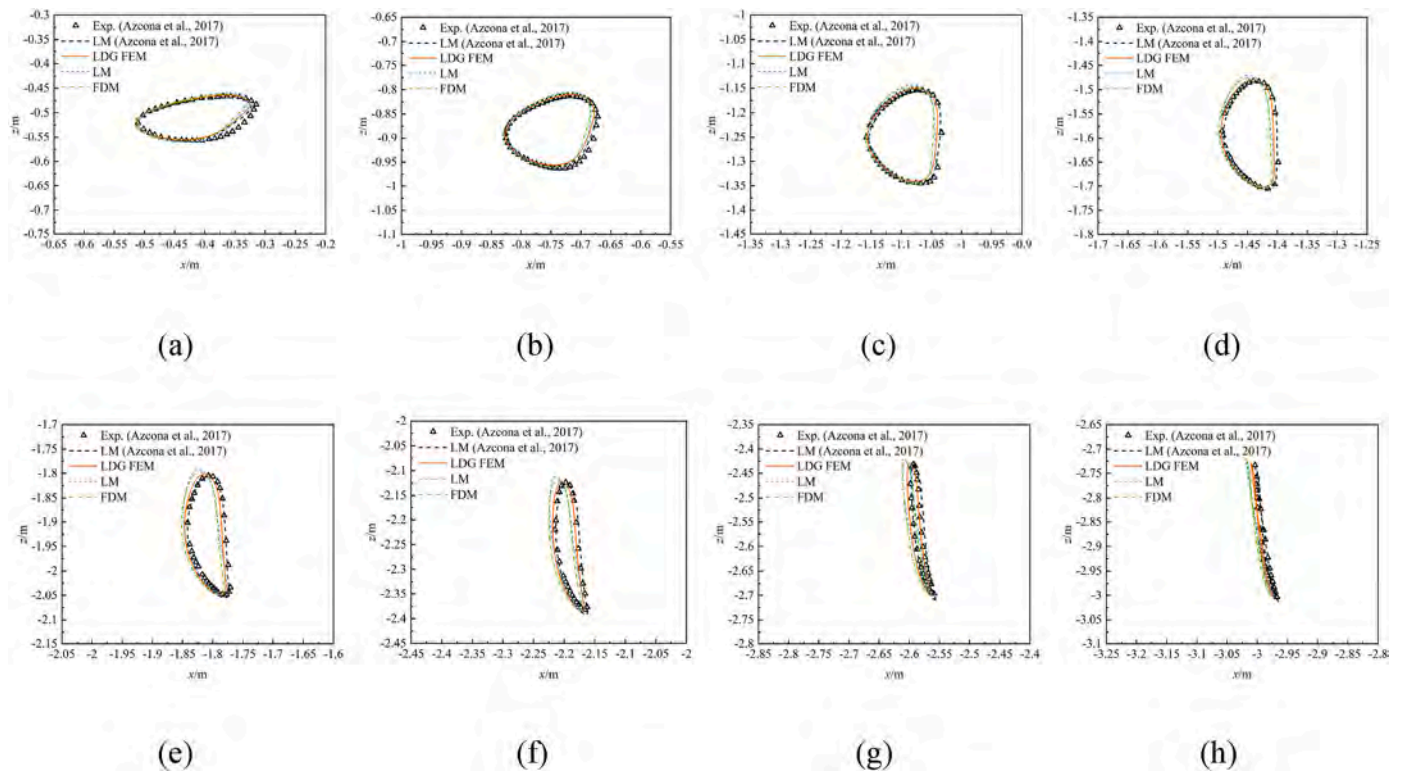 -0.3
-0.35
-0.4
-0.45
-0.5
-0.55
-0.6
-0.65
-0.7
-0.75
z/m
Exp. (Azcona et al., 2017)
LM (Azcona et al., 2017)
LDG FEM
LM
FDM
-0.65 -0.6 -0.55 -0.5 -0.45 -0.4 -0.35 -0.3 -0.25 -0.2
x/m
(a)
-0.65
-0.7
-0.75
-0.8
-0.85
-0.9
-0.95
-1
-1.05
-1.1
z/m
Exp. (Azcona et al., 2017)
LM (Azcona et al., 2017)
LDG FEM
LM
FDM
-1 -0.95 -0.9 -0.85 -0.8 -0.75 -0.7 -0.65 -0.6 -0.55
x/m
(b)
-1
-1.05
-1.1
-1.15
-1.2
-1.25
-1.3
-1.35
-1.4
-1.45
z/m
Exp. (Azcona et al., 2017)
LM (Azcona et al., 2017)
LDG FEM
LM
FDM
-1.35 -1.3 -1.25 -1.2 -1.15 -1.1 -1.05 -1 -0.95 -0.9
x/m
(c)
-1.35
-1.4
-1.45
-1.5
-1.55
-1.6
-1.65
-1.7
-1.75
-1.8
z/m
Exp. (Azcona et al., 2017)
LM (Azcona et al., 2017)
LDG FEM
LM
FDM
-1.7 -1.65 -1.6 -1.55 -1.5 -1.45 -1.4 -1.35 -1.3 -1.25
x/m
(d)
-1.7
-1.75
-1.8
-1.85
-1.9
-1.95
-2
-2.05
-2.1
-2.15
z/m
Exp. (Azcona et al., 2017)
LM (Azcona et al., 2017)
LDG FEM
LM
FDM
-2.05 -2 -1.95 -1.9 -1.85 -1.8 -1.75 -1.7 -1.65 -1.6
x/m
(e)
-2
-2.05
-2.1
-2.15
-2.2
-2.25
-2.3
-2.35
-2.4
-2.45
z/m
Exp. (Azcona et al., 2017)
LM (Azcona et al., 2017)
LDG FEM
LM
FDM
-2.45 -2.4 -2.35 -2.3 -2.25 -2.2 -2.15 -2.1 -2.05 -2
x/m
(f)
-2.35
-2.4
-2.45
-2.5
-2.55
-2.6
-2.65
-2.7
-2.75
-2.8
z/m
Exp. (Azcona et al., 2017)
LM (Azcona et al., 2017)
LDG FEM
LM
FDM
-2.85 -2.8 -2.75 -2.7 -2.65 -2.6 -2.55 -2.5 -2.45 -2.4
x/m
(g)
-2.65
-2.7
-2.75
-2.8
-2.85
-2.9
-2.95
-3
-3.05
-3.1
z/m
Exp. (Azcona et al., 2017)
LM (Azcona et al., 2017)
LDG FEM
LM
FDM
-3.25 -3.2 -3.15 -3.1 -3.05 -3 -2.95 -2.9 -2.85 -2.8
x/m
(h)